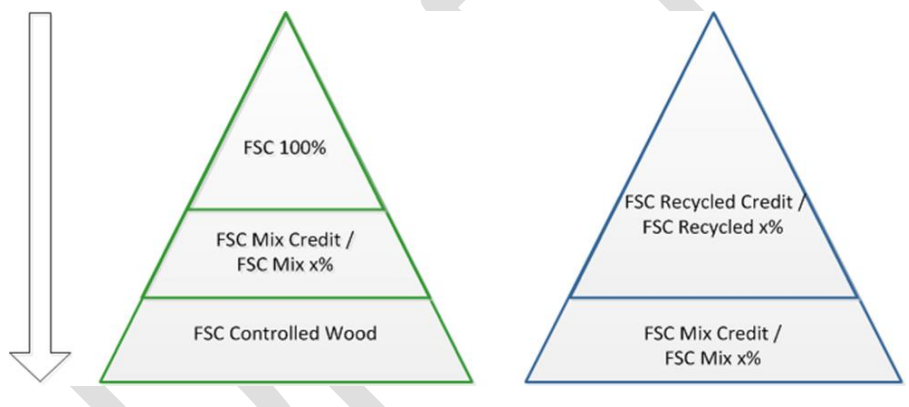 FSC 100%
FSC Mix Credit /
FSC Mix x%
FSC Controlled Wood
FSC Recycled Credit /
FSC Recycled x%
FSC Mix Credit /
FSC Mix x%